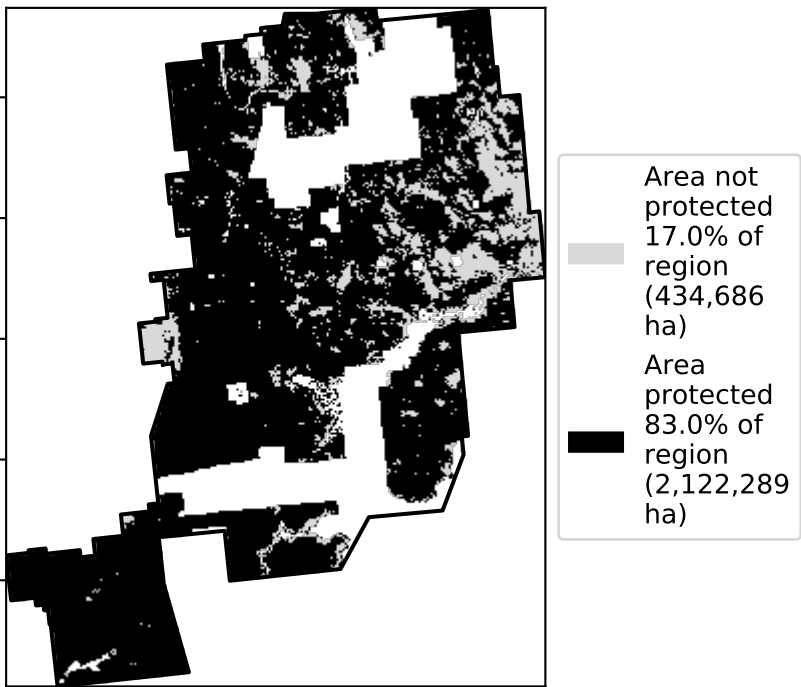 Area not
protected
17.0% of
region
(434,686
ha)
Area
protected
83.0% of
region
(2,122,289
ha)